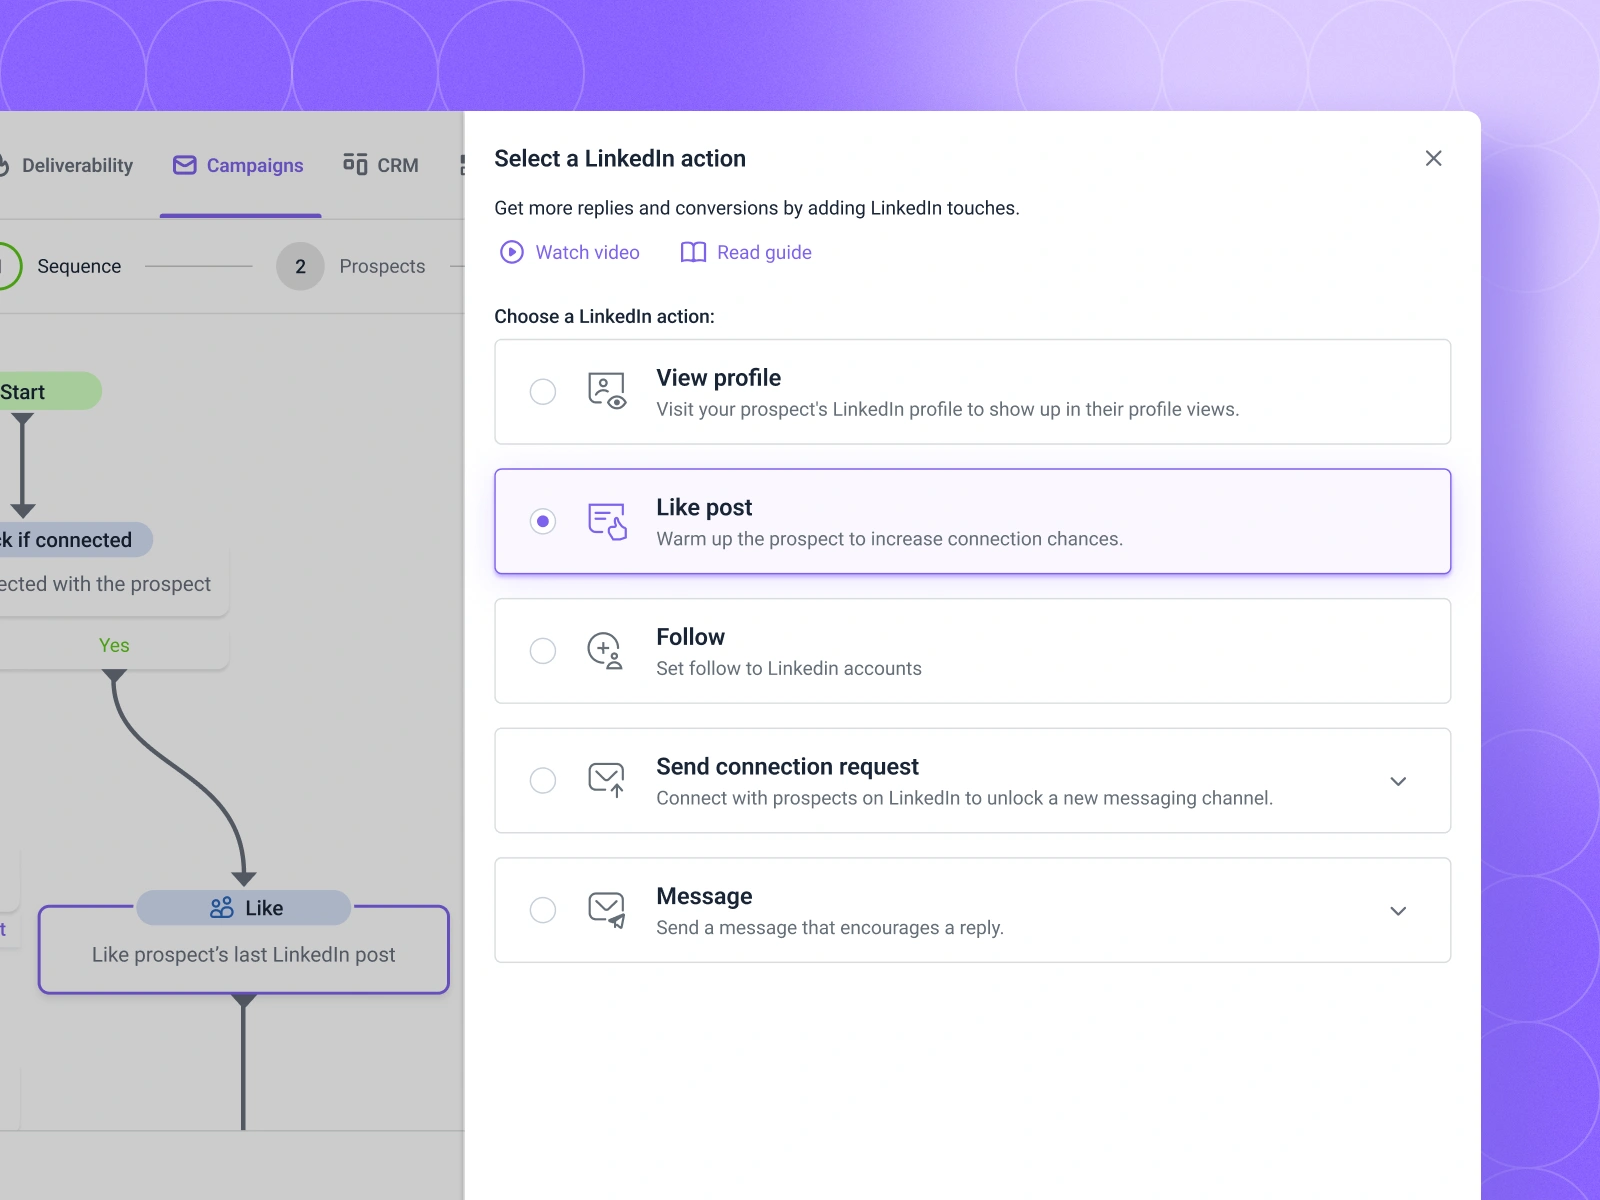 Deliverability
Campaigns
CRM
Sequence
2
Prospects
Start
ck if connected
ected with the prospect
Yes
t
Like
Like prospect’s last LinkedIn post
Select a LinkedIn action
Get more replies and conversions by adding LinkedIn touches.
Watch video
Read guide
Choose a LinkedIn action:
View profile
Visit your prospect's LinkedIn profile to show up in their profile views.
Like post
Warm up the prospect to increase connection chances.
Follow
Set follow to Linkedin accounts
Send connection request
Connect with prospects on LinkedIn to unlock a new messaging channel.
Message
Send a message that encourages a reply.